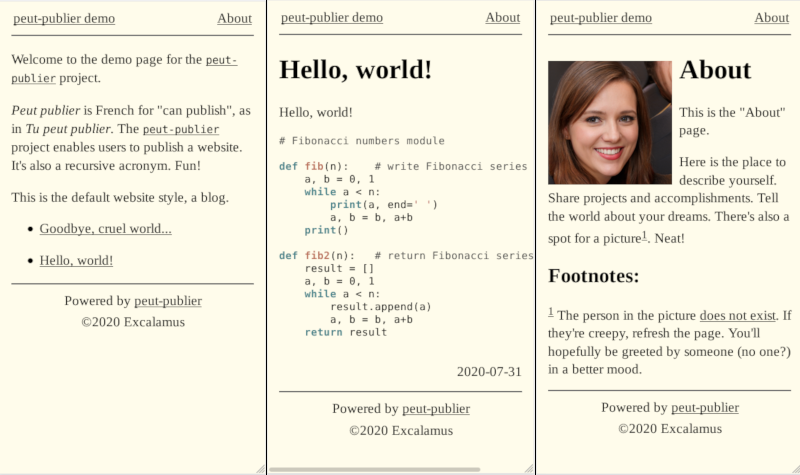 peut-publier demo About
Welcome to the demo page for the peut-
publier project.
Peut publier is French for "can publish", as
in Tu peut publier. The peut-publier
project enables users to publish a website.
It's also a recursive acronym. Fun!
This is the default website style, a blog.
• Goodbye, cruel world...
• Hello, world!
Powered by peut-publier
©2020 Excalamus
peut-publier demo About
Hello, world!
Hello, world!
# Fibonacci numbers module
def fib(n):    # write Fibonacci series
    a, b = 0, 1
    while a < n:
        print(a, end=' ')
        a, b = b, a+b
    print()
def fib2(n):   # return Fibonacci series
    result = []
    a, b = 0, 1
    while a < n:
        result.append(a)
        a, b = b, a+b
    return result
2020-07-31
Powered by peut-publier
©2020 Excalamus
peut-publier demo About
About
This is the "About"
page.
Here is the place to
describe yourself.
Share projects and accomplishments. Tell
the world about your dreams. There's also a
spot for a picture1. Neat!
Footnotes:
1 The person in the picture does not exist. If
they're creepy, refresh the page. You'll
hopefully be greeted by someone (no one?)
in a better mood.
Powered by peut-publier
©2020 Excalamus